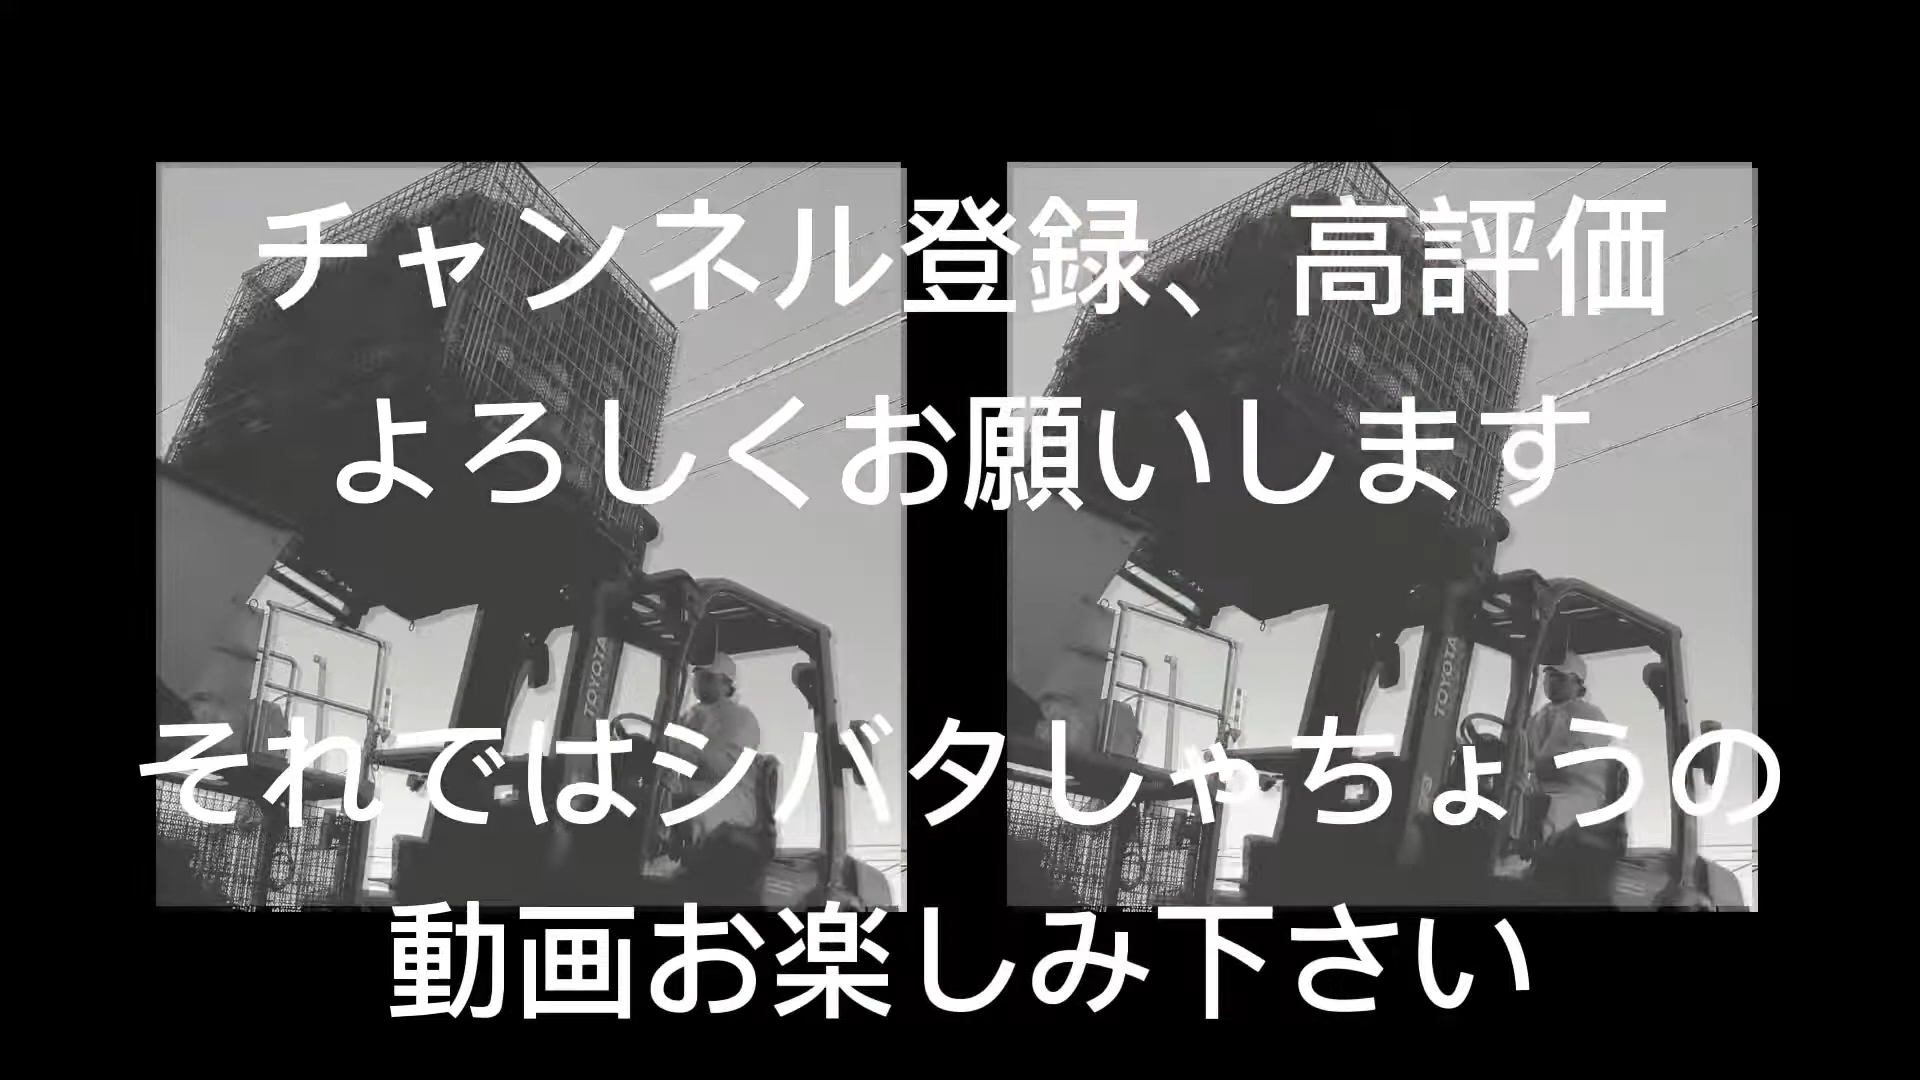 チャンネル登録、高評価
よろしくお願いします
それではシバタしゃちょうの
動画お楽しみ下さい
TOYOTA
TOYOTA